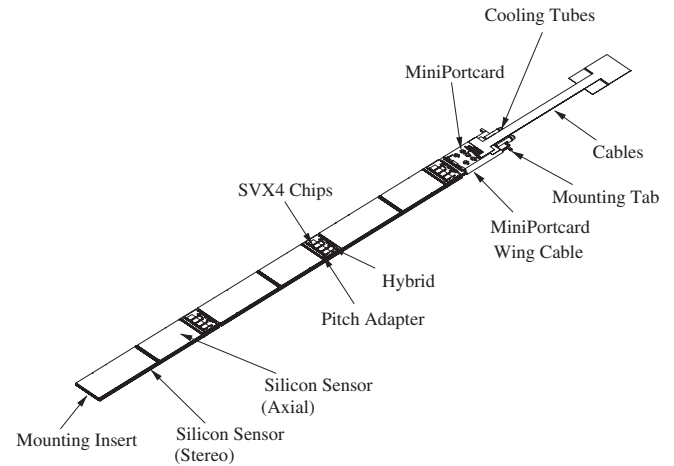 Cooling Tubes
MiniPortcard
Cables
SVX4 Chips
Mounting Tab
MiniPortcard
Wing Cable
Hybrid
Pitch Adapter
Silicon Sensor
(Axial)
Mounting Insert
Silicon Sensor
(Stereo)